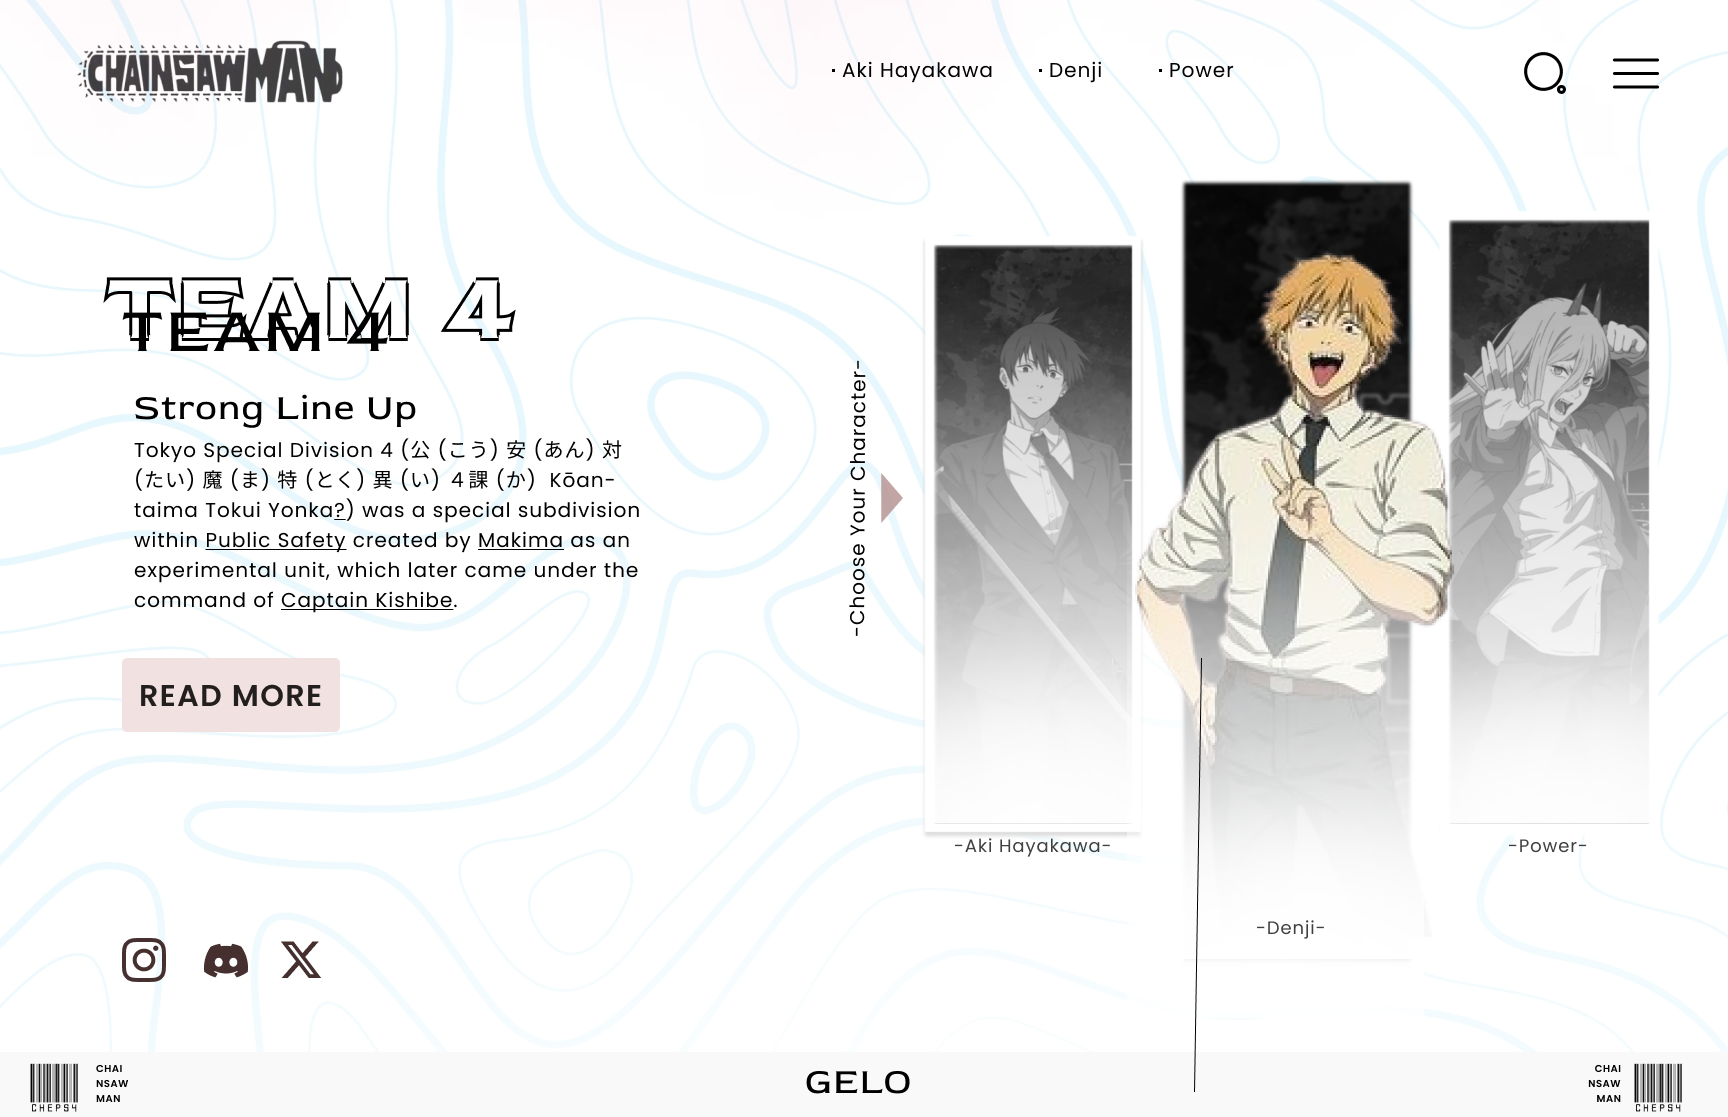 CHAINSAWMAN
· Aki Hayakawa
· Denji
· Power
TEAM 4
TEAM 4
Strong Line Up
Tokyo Special Division 4 (公 (こう) 安 (あん) 対
(たい) 魔 (ま) 特 (とく) 異 (い) ４課 (か)  Kōan-
taima Tokui Yonka?) was a special subdivision
within Public Safety created by Makima as an
experimental unit, which later came under the
command of Captain Kishibe.
READ MORE
-Choose Your Character-
-Aki Hayakawa-
-Denji-
-Power-
CHEPS4
CHAI
NSAW
MAN
GELO
CHAI
NSAW
MAN
CHEPS4